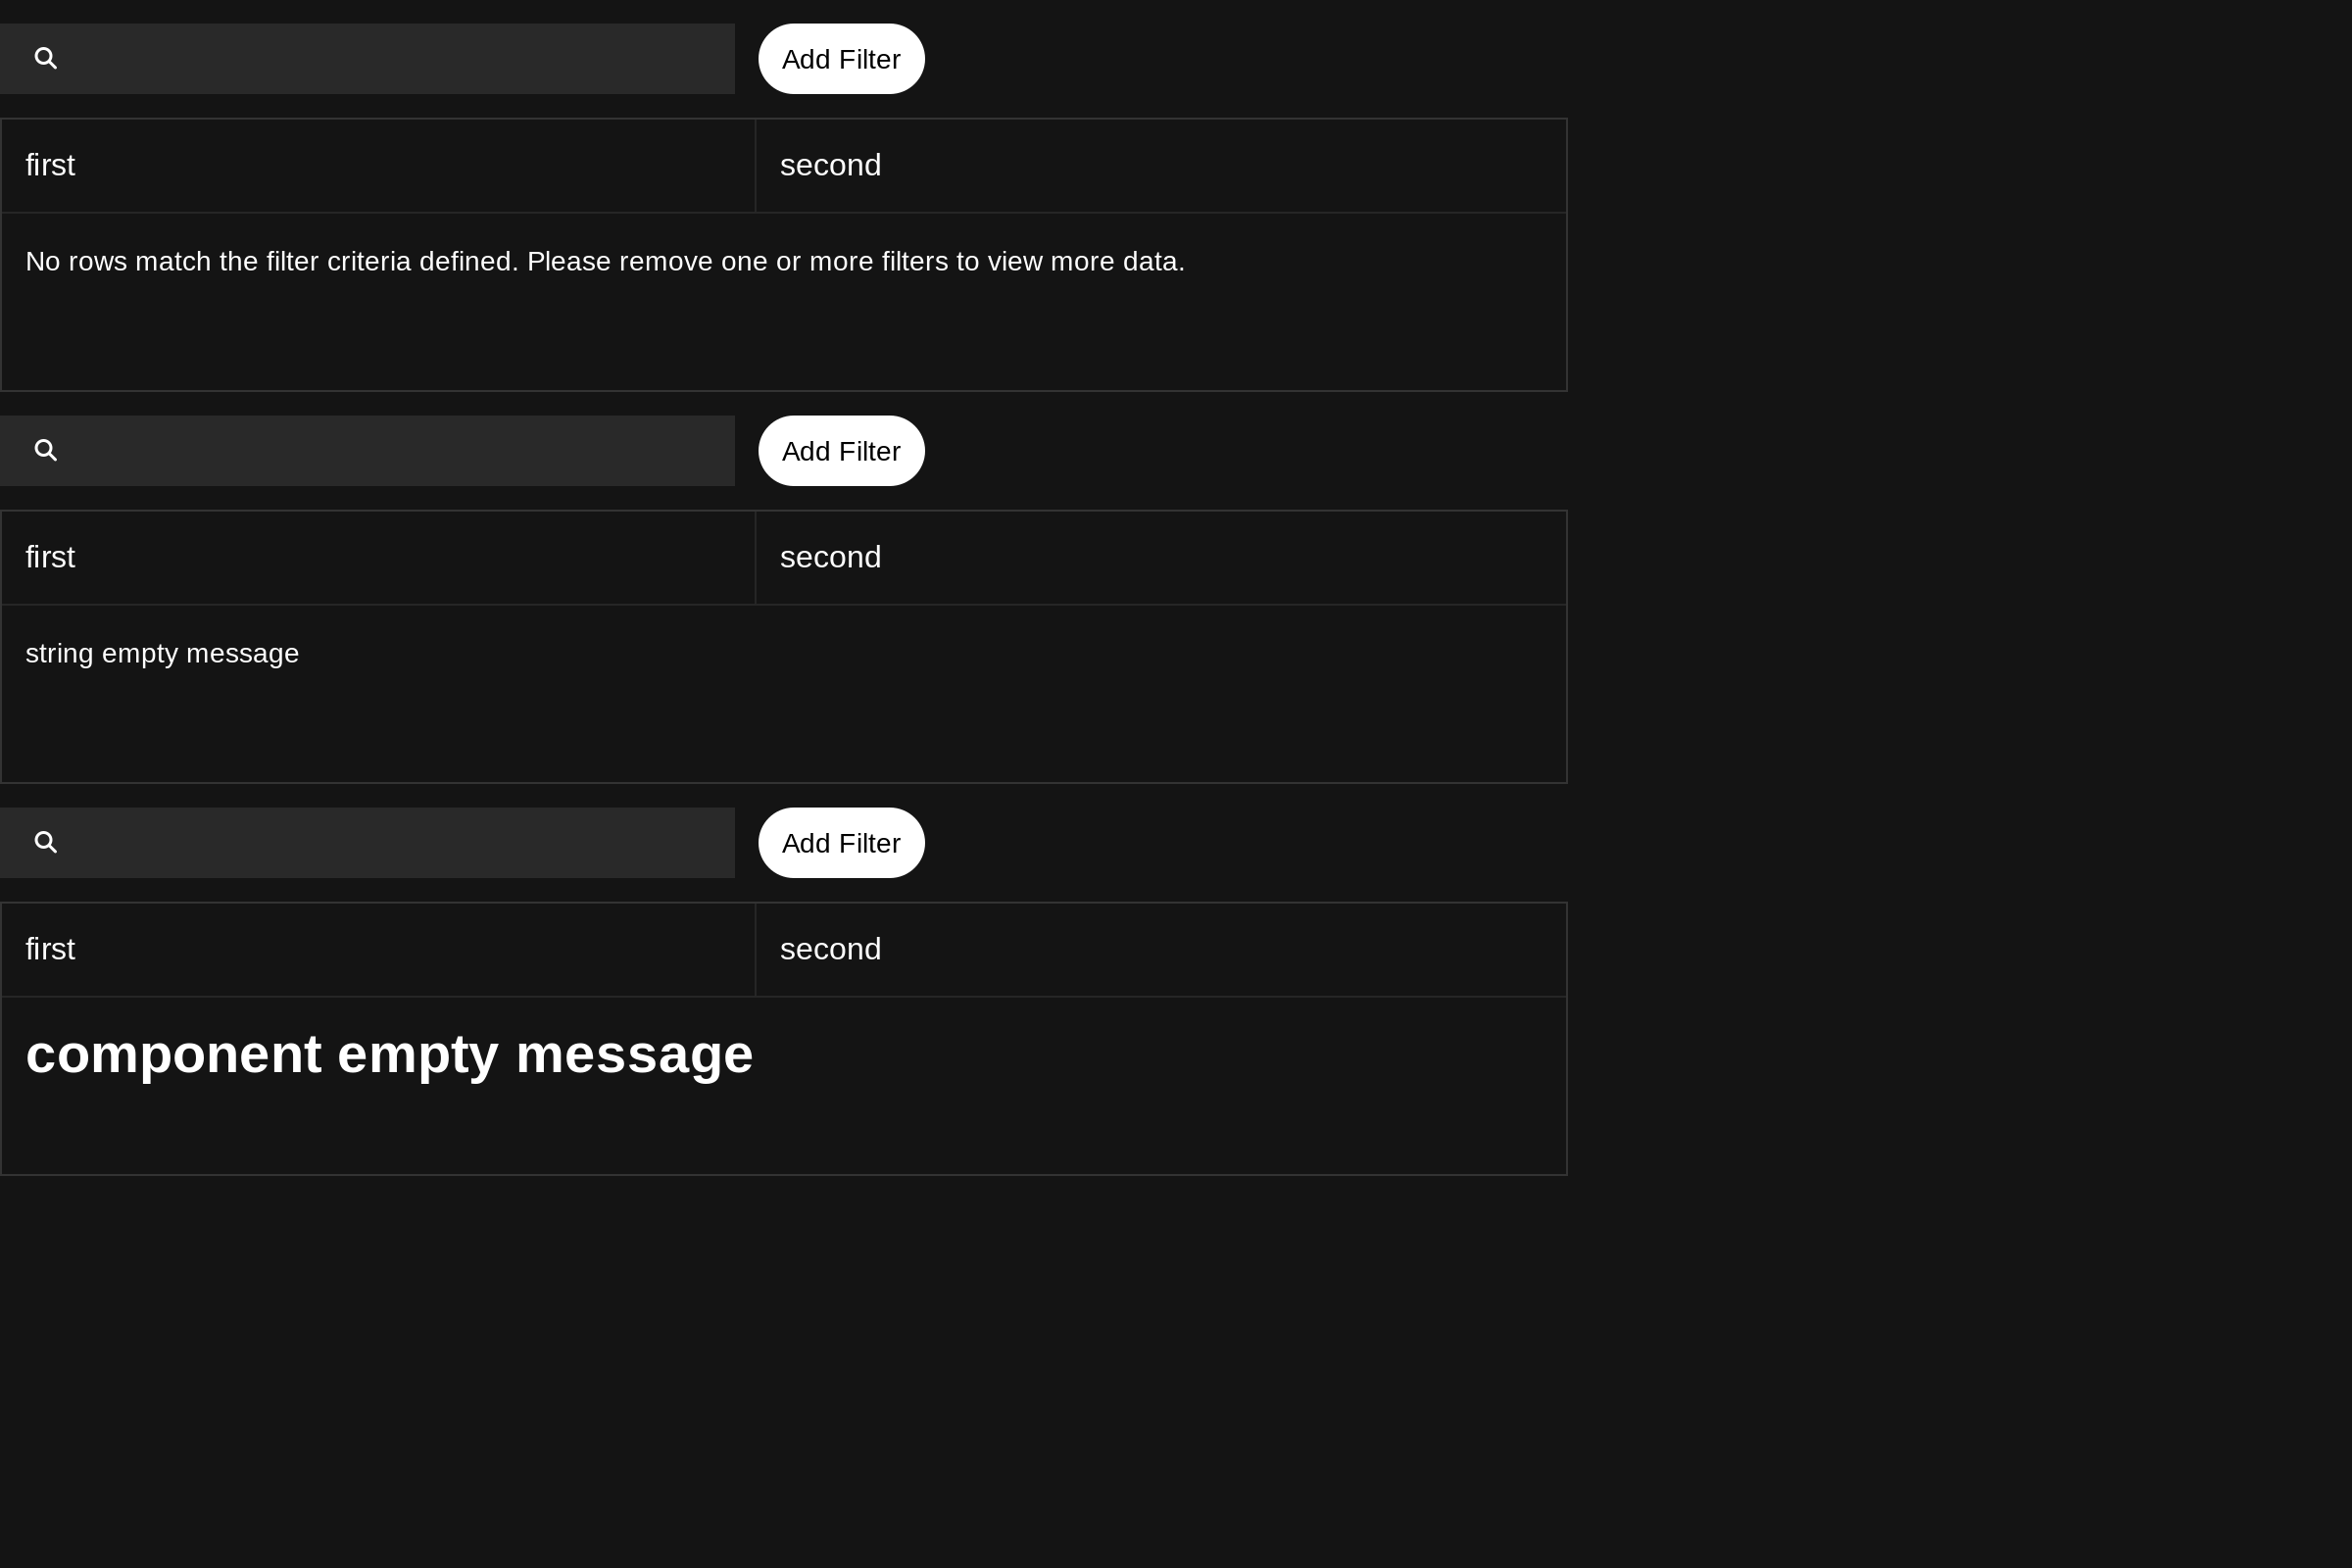 Add Filter
first second
No rows match the filter criteria defined. Please remove one or more filters to view more data.
Add Filter
first second
string empty message
Add Filter
first second
component empty message